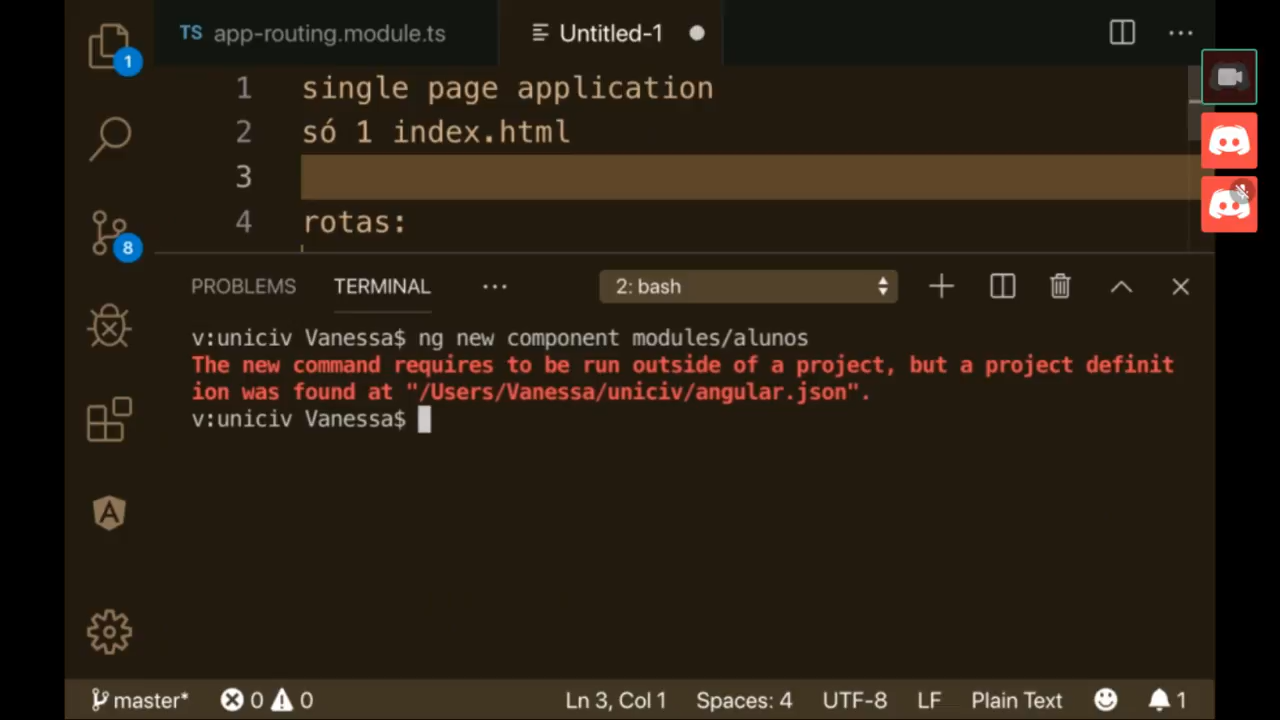 TS app-routing.module.ts Untitled-1
1
1 single page application
2 só 1 index.html
3
4 rotas:
8
PROBLEMS TERMINAL ... 2: bash
v:uniciv Vanessa$ ng new component modules/alunos
The new command requires to be run outside of a project, but a project definit
ion was found at "/Users/Vanessa/uniciv/angular.json".
v:uniciv Vanessa$
master* 0 0 Ln 3, Col 1 Spaces: 4 UTF-8 LF Plain Text 1